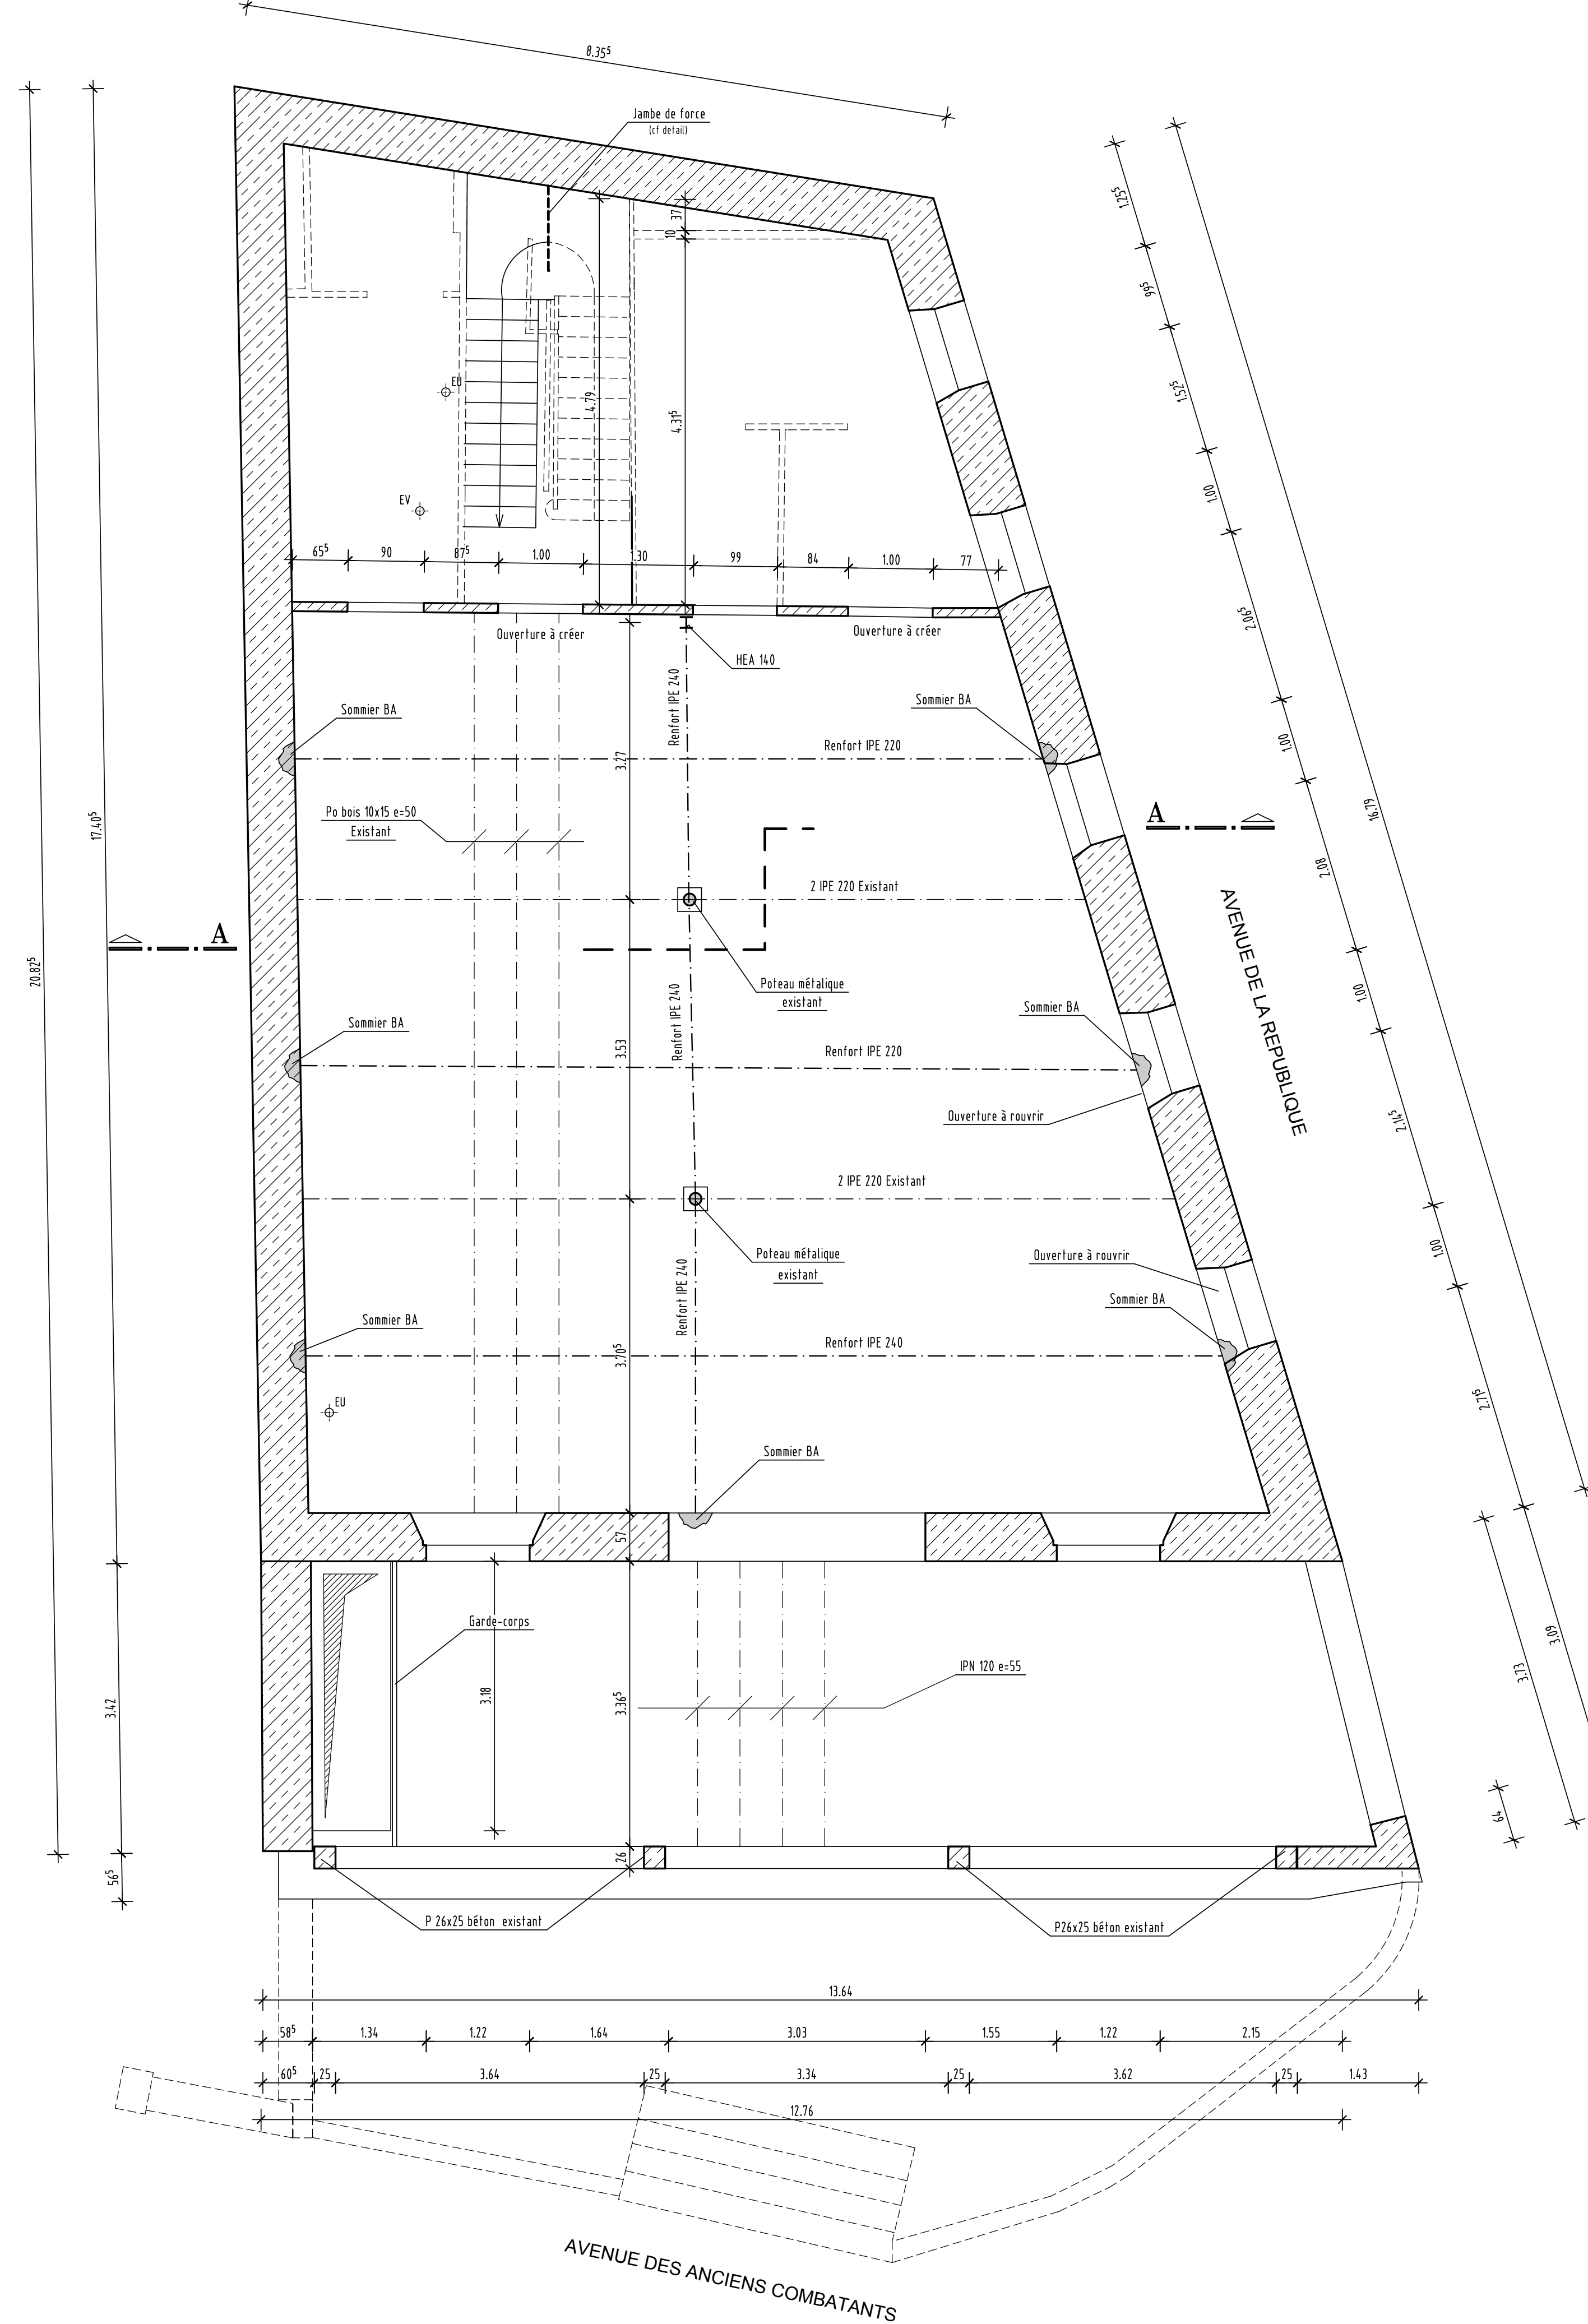 8.35⁵
Jambe de force
(cf detail)
37
10
1.25⁵
99⁵
1.52⁵
1.00
2.06⁵
1.00
2.08
1.00
2.14⁵
1.00
2.71⁵
3.09
16.79
3.73
64
20.82⁵
17.40⁵
3.42
56⁵
EU
4.79
4.31⁵
EV
65⁵ 90 87⁵ 1.00 1.30 99 84 1.00 77
Ouverture à créer
Ouverture à créer
HEA 140
Renfort IPE 240
Sommier BA
Sommier BA
Renfort IPE 220
3.27
Po bois 10x15 e=50
Existant
A
A
2 IPE 220 Existant
AVENUE DE LA REPUBLIQUE
Poteau métalique
existant
Renfort IPE 240
3.53
Sommier BA
Sommier BA
Renfort IPE 220
Ouverture à rouvrir
2 IPE 220 Existant
Poteau métalique
existant
Ouverture à rouvrir
Renfort IPE 240
Sommier BA
Sommier BA
Renfort IPE 240
3.70⁵
EU
Sommier BA
57
Garde-corps
3.18
3.36⁵
IPN 120 e=55
26
P 26x25 béton existant
P26x25 béton existant
13.64
58⁵ 1.34 1.22 1.64 3.03 1.55 1.22 2.15
60⁵ 25 3.64 25 3.34 25 3.62 25 1.43
12.76
AVENUE DES ANCIENS COMBATANTS